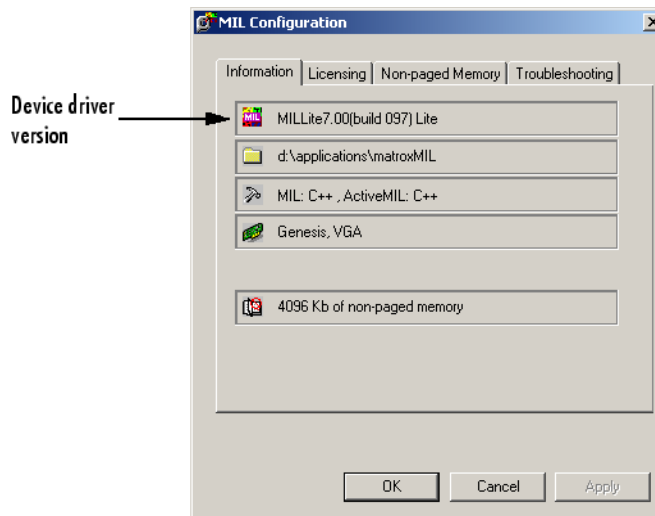 MIL Configuration
Information Licensing Non-paged Memory Troubleshooting
Device driver
version
MIL MILLite7.00(build 097) Lite
d:\applications\matroxMIL
MIL: C++ , ActiveMIL: C++
Genesis, VGA
4096 Kb of non-paged memory
OK Cancel Apply